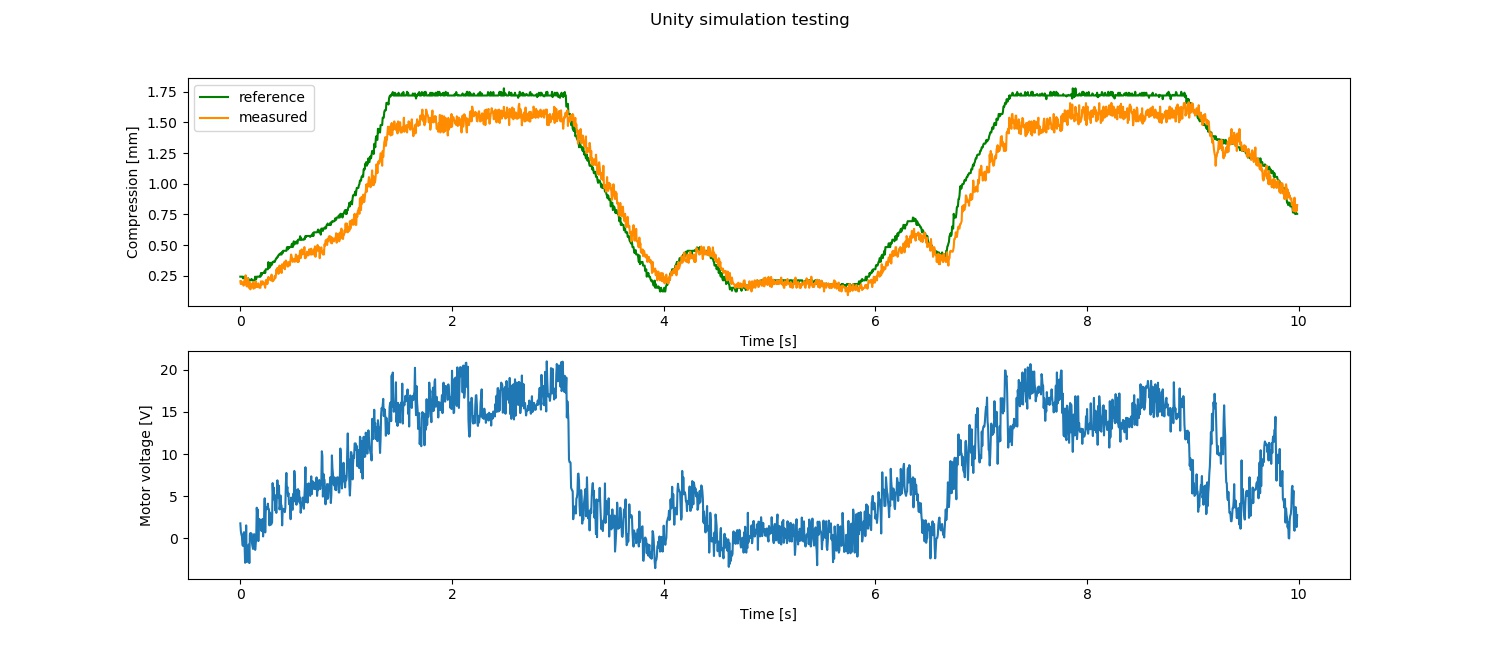 Unity simulation testing
reference
measured
Compression [mm]
1.75
1.50
1.25
1.00
0.75
0.50
0.25
0 2 4 6 8 10
Time [s]
Motor voltage [V]
20
15
10
5
0
0 2 4 6 8 10
Time [s]